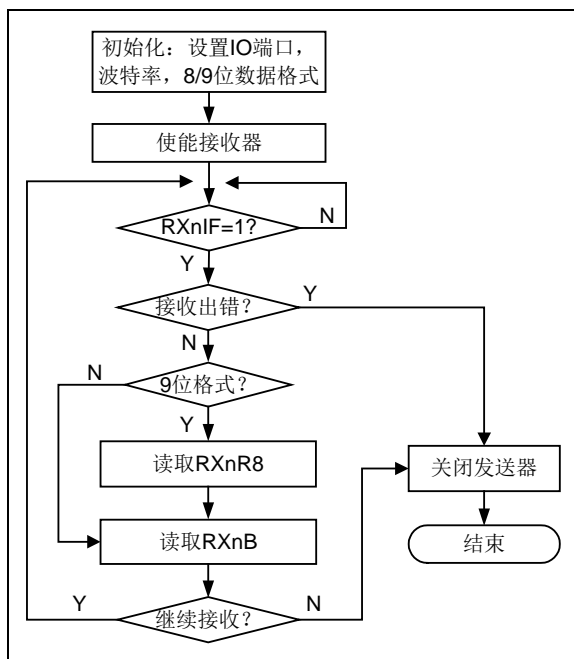 初始化：设置IO端口，
波特率，8/9位数据格式
使能接收器
RXnIF=1?
N
Y
接收出错？
Y
N
9位格式？
N
Y
读取RXnR8
关闭发送器
读取RXnB
结束
继续接收？
Y
N